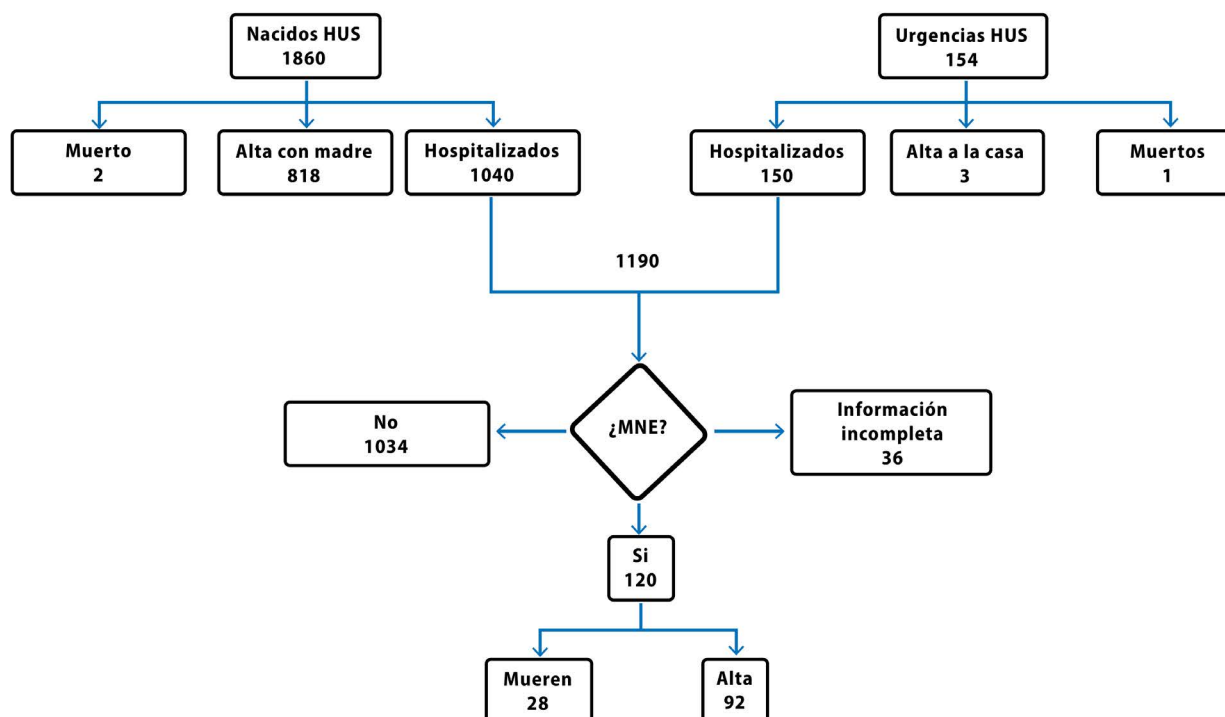 Nacidos HUS
1860
Urgencias HUS
154
Muerto
2
Alta con madre
818
Hospitalizados
1040
Hospitalizados
150
Alta a la casa
3
Muertos
1
1190
No
1034
¿MNE?
Información
incompleta
36
Si
120
Mueren
28
Alta
92